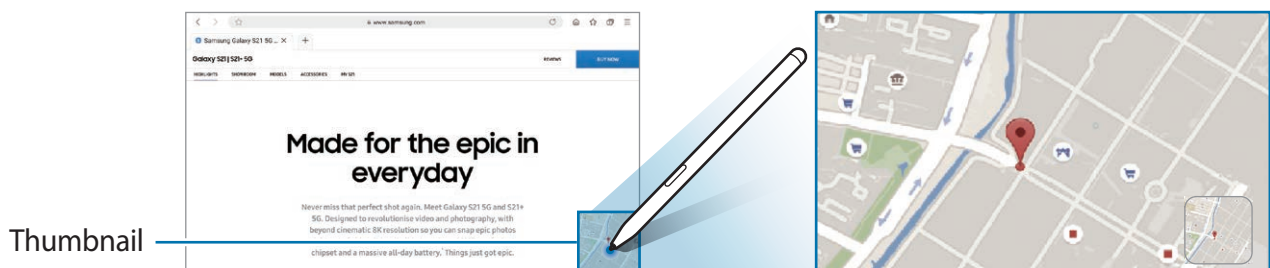 www.samsung.com
Samsung Galaxy S21 5G ... ×
Galaxy S21 | S21+ 5G
REVIEWS
BUY NOW
HIGHLIGHTS SHOWROOM MODELS ACCESSORIES MY S21
Made for the epic in
everyday
Never miss that perfect shot again. Meet Galaxy S21 5G and S21+
5G. Designed to revolutionise video and photography, with
beyond cinematic 8K resolution so you can snap epic photos
chipset and a massive all-day battery. Things just got epic.
Thumbnail